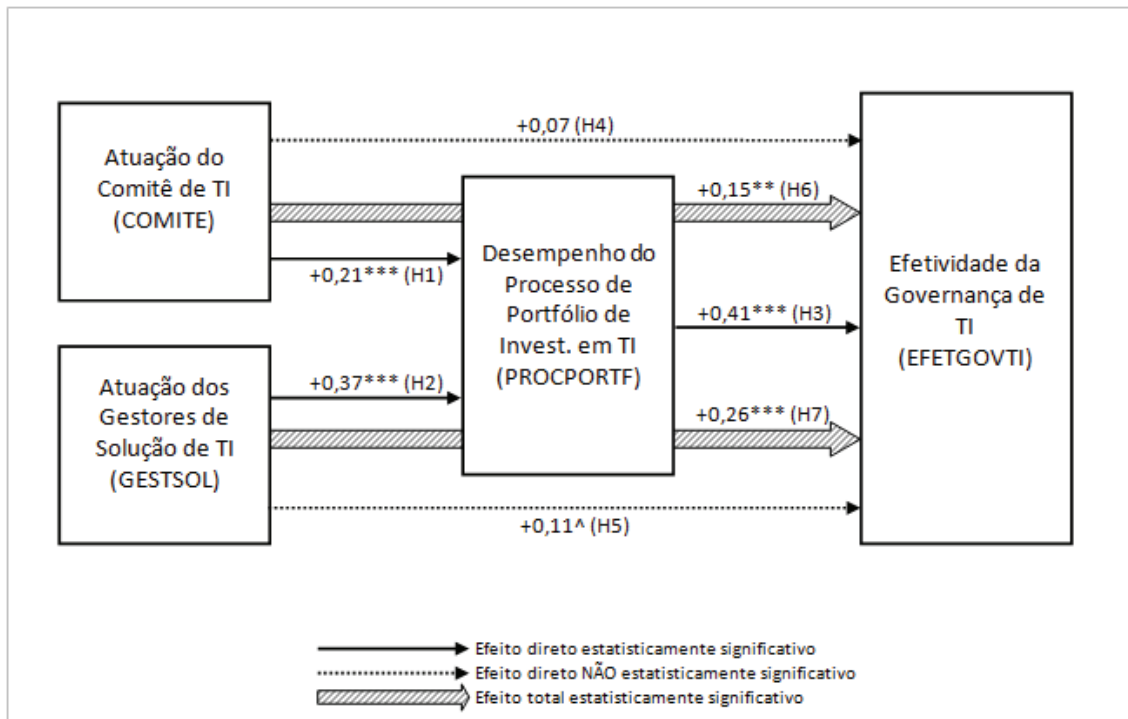 Atuação do
Comitê de TI
(COMITE)
+0,07 (H4)
+0,15** (H6)
+0,21*** (H1)
Desempenho do
Processo de
Portfólio de
Invest. em TI
(PROCPORTF)
+0,41*** (H3)
Efetividade da
Governança de
TI
(EFETGOVTI)
Atuação dos
Gestores de
Solução de TI
(GESTSOL)
+0,37*** (H2)
+0,26*** (H7)
+0,11^ (H5)
Efeito direto estatisticamente significativo
Efeito direto NÃO estatisticamente significativo
Efeito total estatisticamente significativo